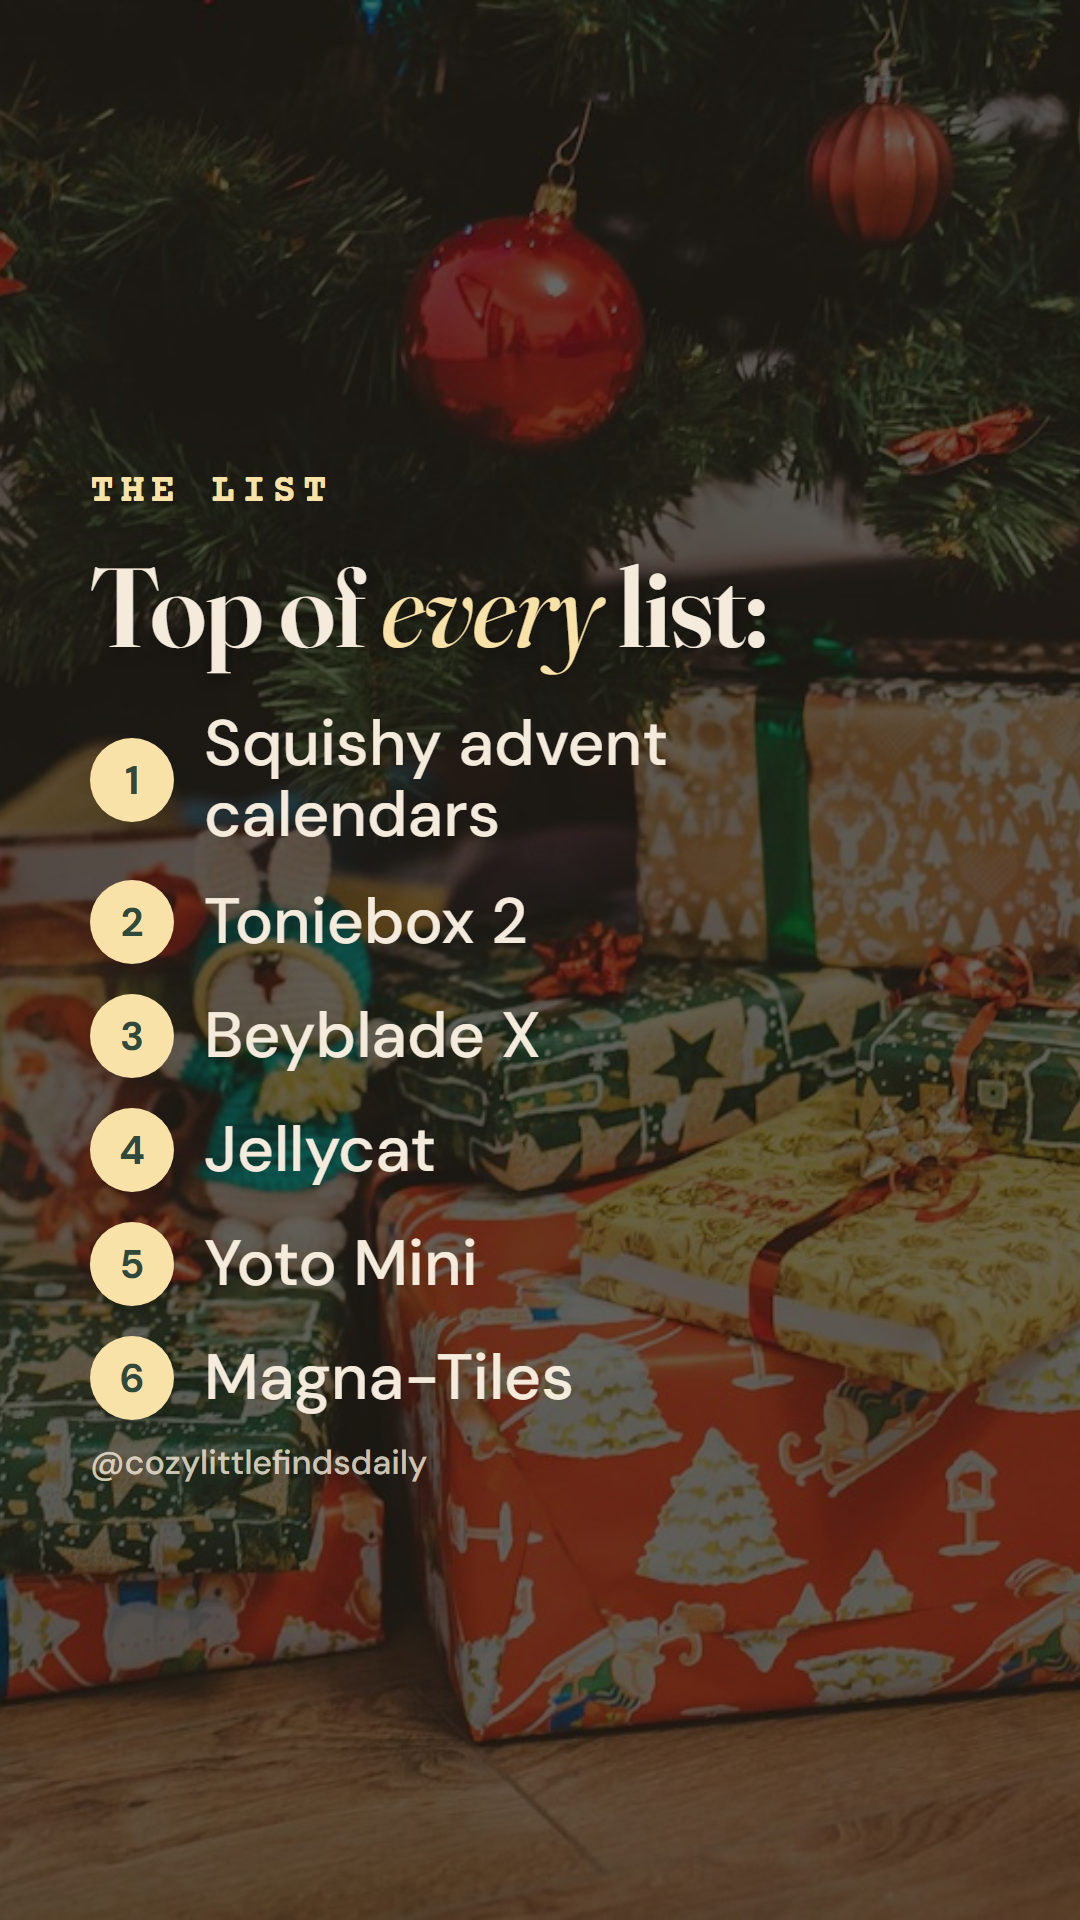 THE LIST
Top of every list:
1 Squishy advent
calendars
2 Toniebox 2
3 Beyblade X
4 Jellycat
5 Yoto Mini
6 Magna-Tiles
@cozylittlefindsdaily